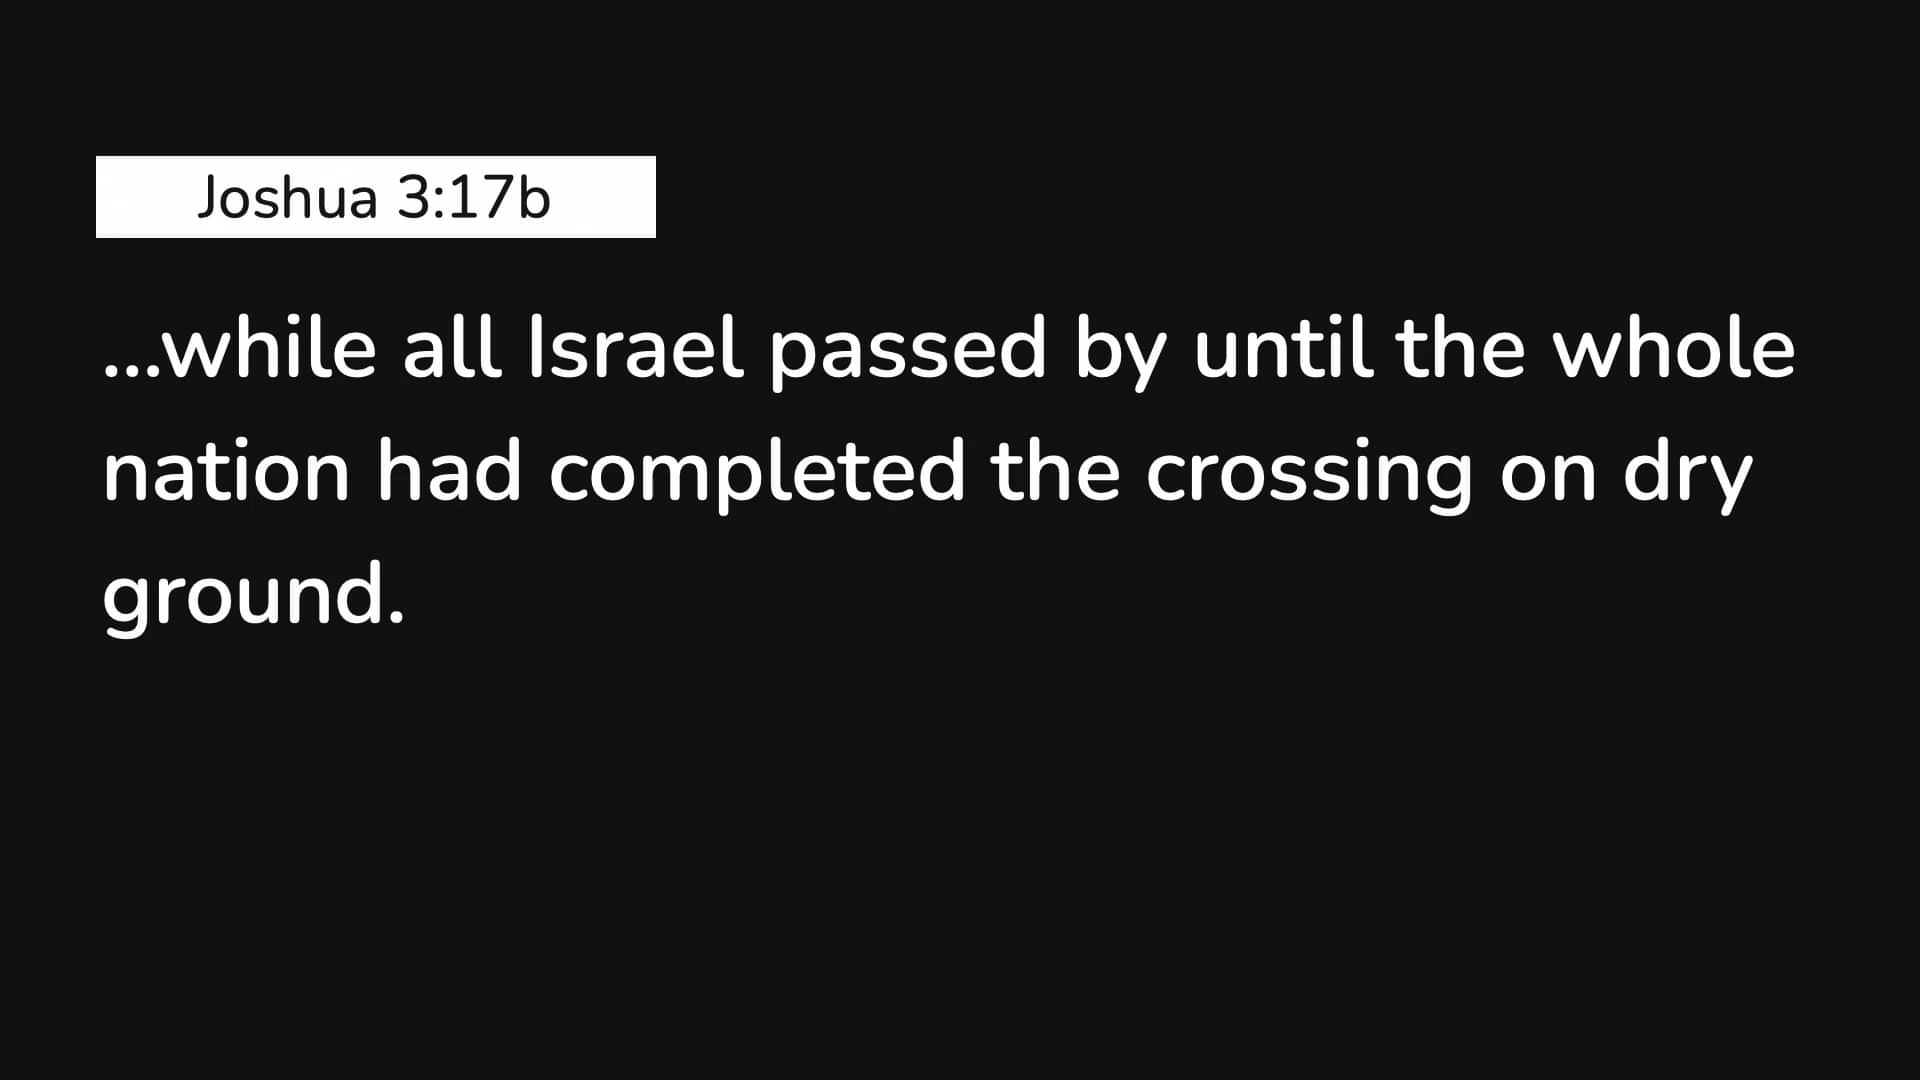 Joshua 3:17b
...while all Israel passed by until the whole
nation had completed the crossing on dry
ground.